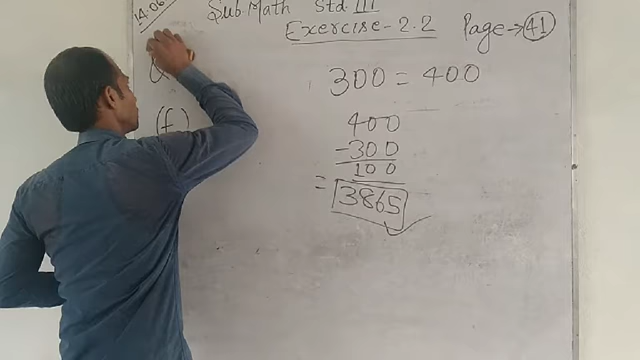 14.06
Sub. Math Std III
Exercise - 2.2 Page → 41
300 = 400
(f)
400
- 300
100
= 3865